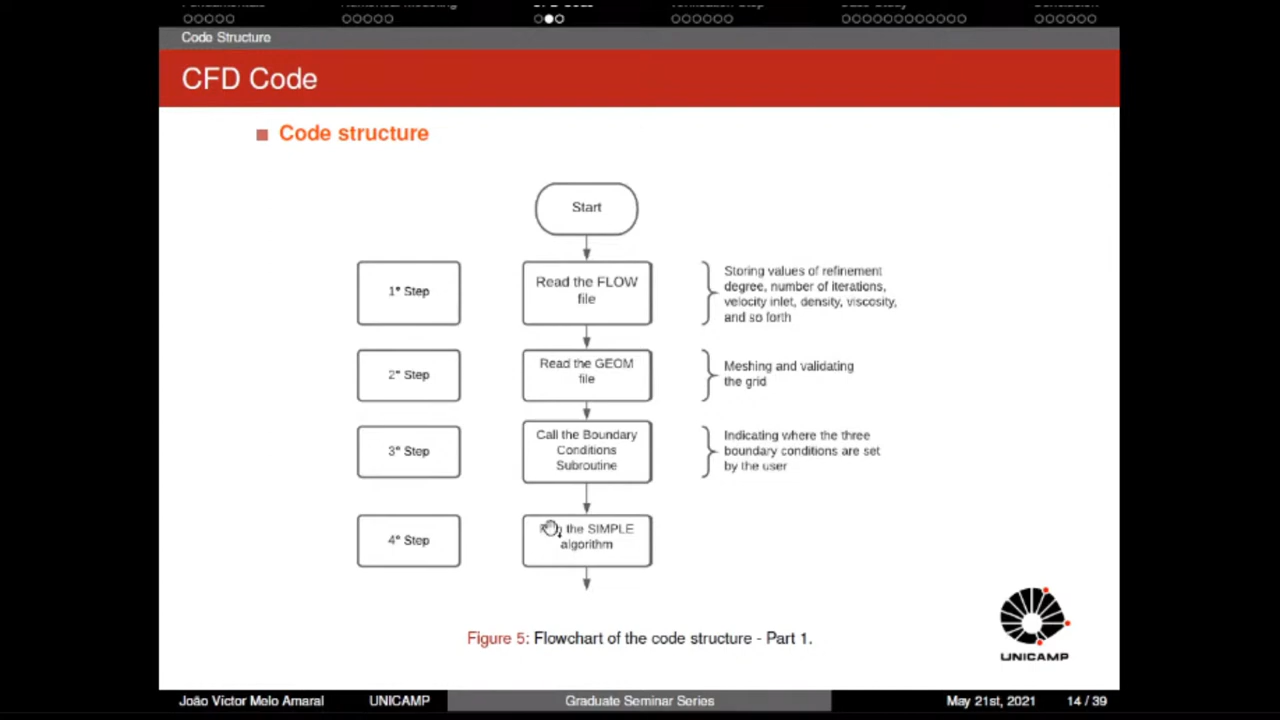 CFD Code
Code Structure
CFD Code
Code structure
Start
1° Step
Read the FLOW
file
Storing values of refinement
degree, number of iterations,
velocity inlet, density, viscosity,
and so forth
2° Step
Read the GEOM
file
Meshing and validating
the grid
3° Step
Call the Boundary
Conditions
Subroutine
Indicating where the three
boundary conditions are set
by the user
4° Step
the SIMPLE
algorithm
UNICAMP
Figure 5: Flowchart of the code structure - Part 1.
João Victor Melo Amaral UNICAMP Graduate Seminar Series May 21st, 2021 14 / 39